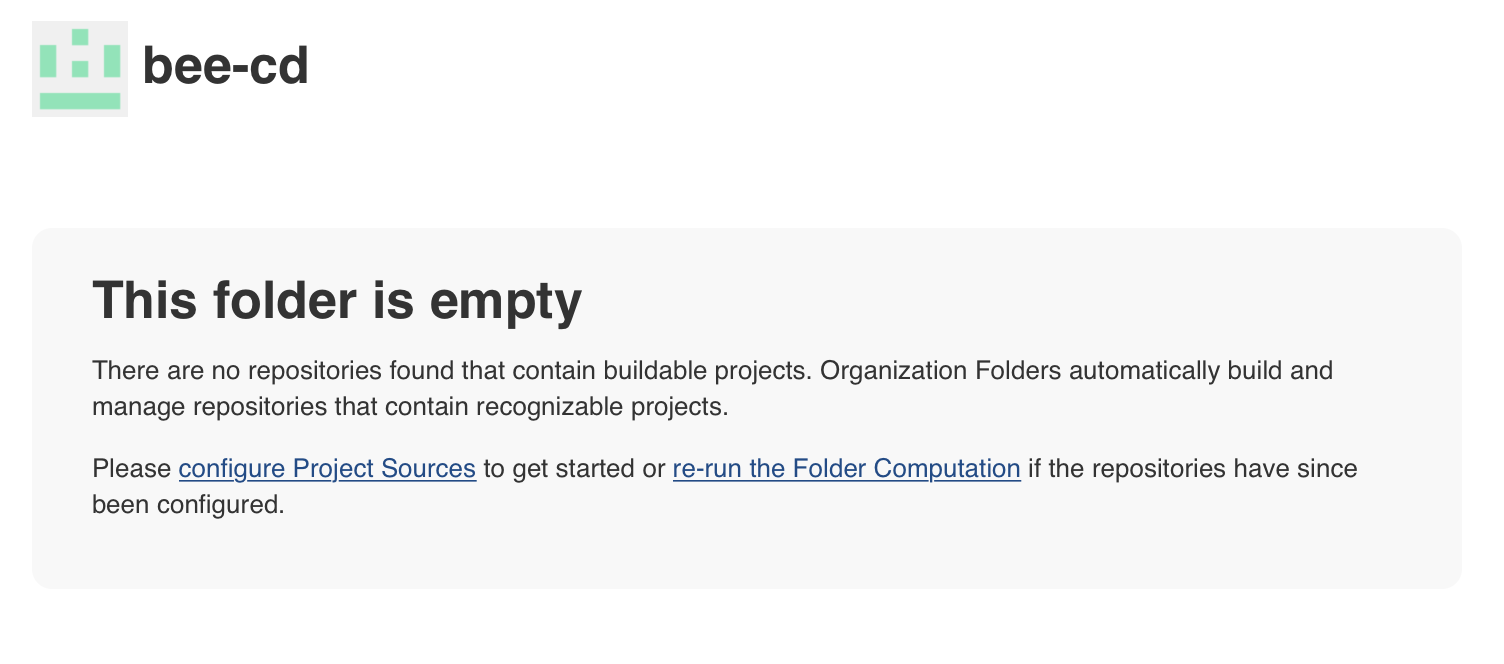 bee-cd
This folder is empty
There are no repositories found that contain buildable projects. Organization Folders automatically build and
manage repositories that contain recognizable projects.
Please configure Project Sources to get started or re-run the Folder Computation if the repositories have since
been configured.